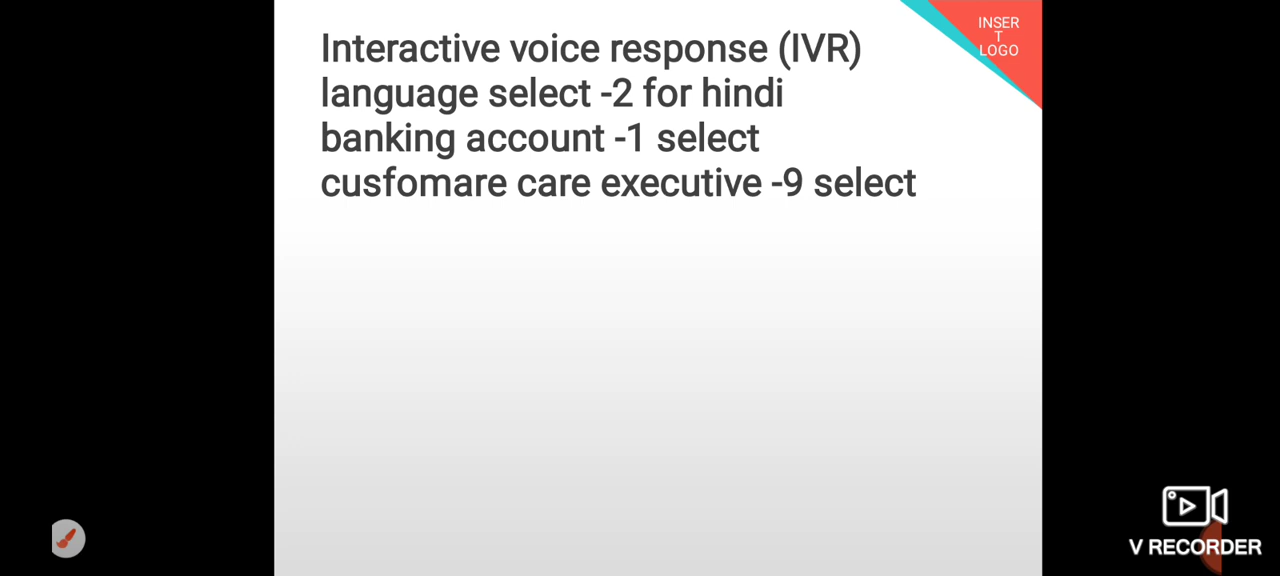 Interactive voice response (IVR)
language select -2 for hindi
banking account -1 select
cusfomare care executive -9 select
INSER
T
LOGO
V RECORDER